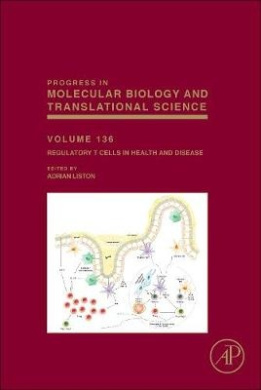 PROGRESS IN
MOLECULAR BIOLOGY AND
TRANSLATIONAL SCIENCE
VOLUME 136
REGULATORY T CELLS IN HEALTH AND DISEASE
EDITED BY
ADRIAN LISTON
AP